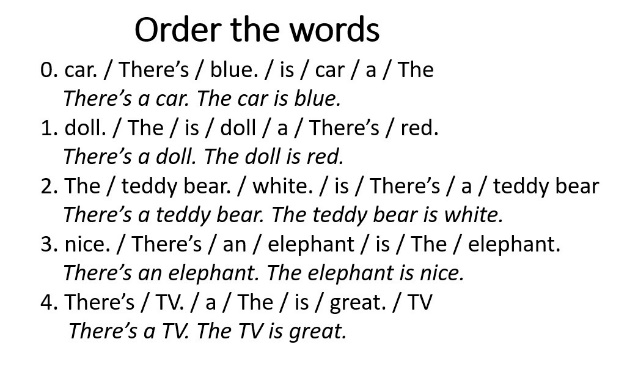 Order the words
0. car. / There’s / blue. / is / car / a / The
There’s a car. The car is blue.
1. doll. / The / is / doll / a / There’s / red.
There’s a doll. The doll is red.
2. The / teddy bear. / white. / is / There’s / a / teddy bear
There’s a teddy bear. The teddy bear is white.
3. nice. / There’s / an / elephant / is / The / elephant.
There’s an elephant. The elephant is nice.
4. There’s / TV. / a / The / is / great. / TV
There’s a TV. The TV is great.